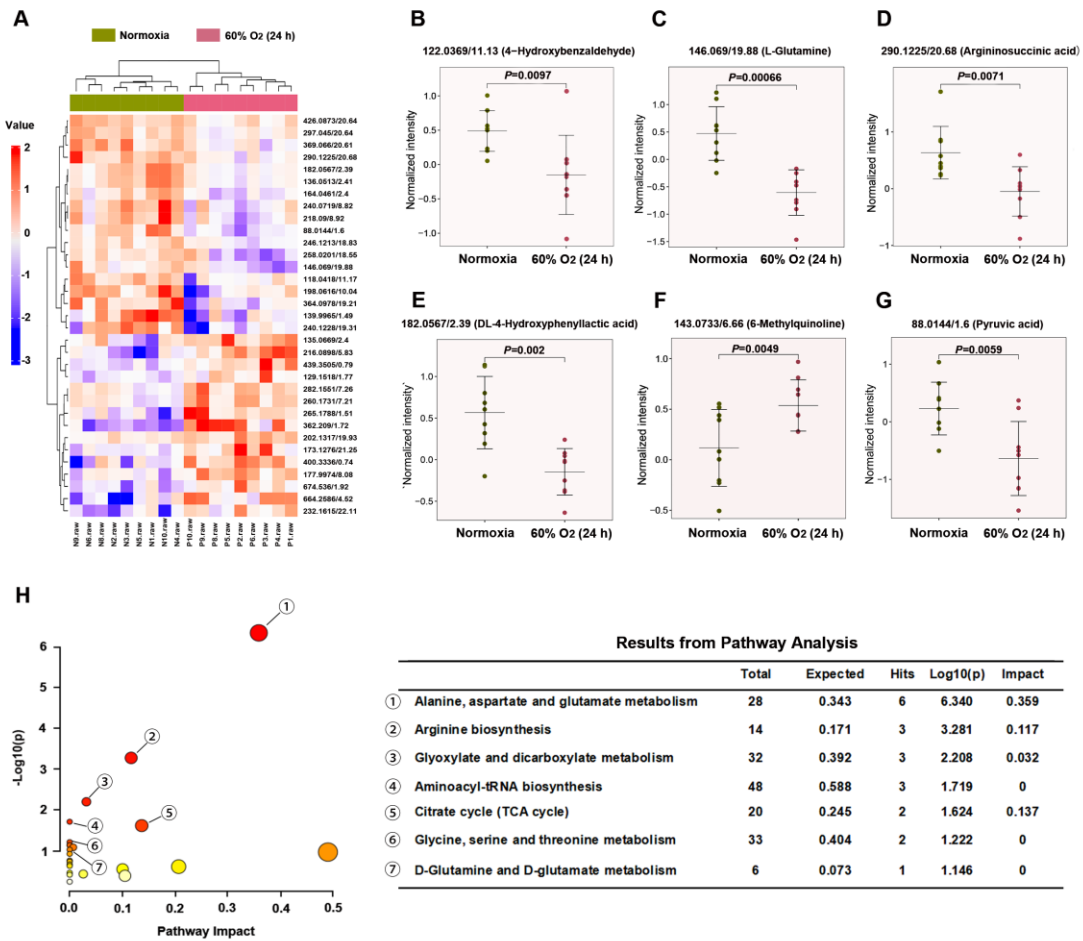 A
Normoxia
60% O2 (24 h)
Value
2
1
0
-1
-2
-3
426.0873/20.64
297.045/20.64
369.066/20.61
290.1225/20.68
182.0567/2.39
136.0513/2.41
164.0461/2.4
240.0719/8.82
218.09/8.92
88.0144/1.6
246.1213/18.83
258.0201/18.55
146.069/19.88
118.0418/11.17
198.0616/10.04
364.0978/19.21
139.9965/1.49
240.1228/19.31
135.0669/2.4
216.0898/5.83
439.3505/0.79
129.1518/1.77
282.1551/7.26
260.1731/7.21
265.1788/1.51
362.209/1.72
202.1317/19.93
173.1276/21.25
400.3336/0.74
177.9974/8.08
674.536/1.92
664.2586/4.52
232.1615/22.11
N9.raw
N6.raw
N8.raw
N2.raw
N3.raw
N5.raw
N1.raw
N10.raw
N4.raw
P10.raw
P9.raw
P8.raw
P5.raw
P2.raw
P6.raw
P3.raw
P4.raw
P1.raw
B
122.0369/11.13 (4−Hydroxybenzaldehyde)
P=0.0097
Normalized intensity
1.0
0.5
0.0
−1.0
Normoxia
60% O2 (24 h)
C
146.069/19.88 (L-Glutamine)
P=0.00066
Normalized intensity
1.0
0.5
0.0
−0.5
−1.0
−1.5
Normoxia
60% O2 (24 h)
D
290.1225/20.68 (Argininosuccinic acid)
P=0.0071
Normalized intensity
1
0
−1
Normoxia
60% O2 (24 h)
E
182.0567/2.39 (DL-4-Hydroxyphenyllactic acid)
P=0.002
`Normalized intensity`
1.0
0.5
0.0
−0.5
Normoxia
60% O2 (24 h)
F
143.0733/6.66 (6-Methylquinoline)
P=0.0049
Normalized intensity
1.0
0.5
0.0
−0.5
Normoxia
60% O2 (24 h)
G
88.0144/1.6 (Pyruvic acid)
P=0.0059
Normalized intensity
1
0
−1
Normoxia
60% O2 (24 h)
H
-Log10(p)
6
5
4
3
2
1
①
②
③
④
⑤
⑥
⑦
0.0 0.1 0.2 0.3 0.4 0.5
Pathway Impact
Results from Pathway Analysis
Total Expected Hits Log10(p) Impact
① Alanine, aspartate and glutamate metabolism 28 0.343 6 6.340 0.359
② Arginine biosynthesis 14 0.171 3 3.281 0.117
③ Glyoxylate and dicarboxylate metabolism 32 0.392 3 2.208 0.032
④ Aminoacyl-tRNA biosynthesis 48 0.588 3 1.719 0
⑤ Citrate cycle (TCA cycle) 20 0.245 2 1.624 0.137
⑥ Glycine, serine and threonine metabolism 33 0.404 2 1.222 0
⑦ D-Glutamine and D-glutamate metabolism 6 0.073 1 1.146 0